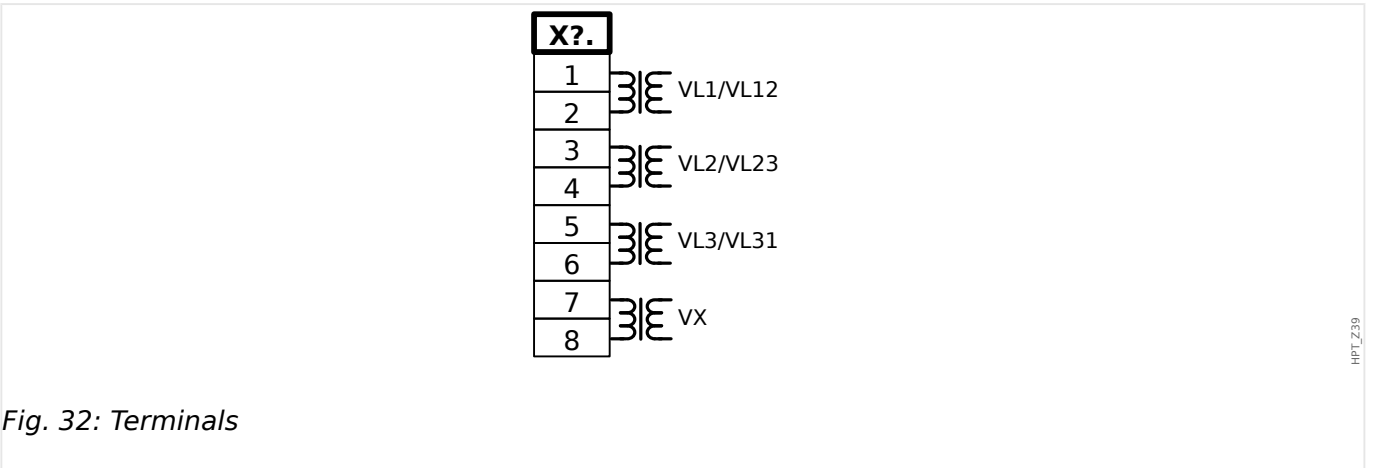 X?.
1
VL1/VL12
2
3
VL2/VL23
4
5
VL3/VL31
6
7
VX
8
HPT_Z39
Fig. 32: Terminals